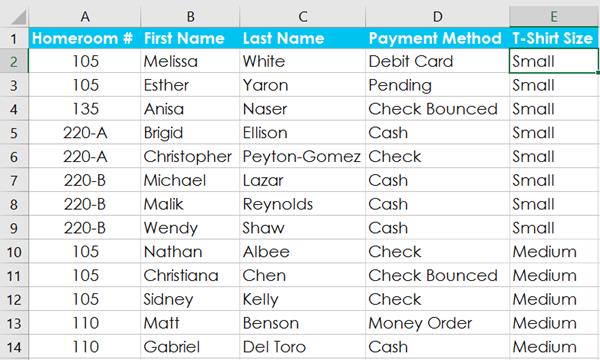 A B C D E
1 Homeroom # First Name Last Name Payment Method T-Shirt Size
2 105 Melissa White Debit Card Small
3 105 Esther Yaron Pending Small
4 135 Anisa Naser Check Bounced Small
5 220-A Brigid Ellison Cash Small
6 220-A Christopher Peyton-Gomez Check Small
7 220-B Michael Lazar Cash Small
8 220-B Malik Reynolds Cash Small
9 220-B Wendy Shaw Cash Small
10 105 Nathan Albee Check Medium
11 105 Christiana Chen Check Bounced Medium
12 105 Sidney Kelly Check Medium
13 110 Matt Benson Money Order Medium
14 110 Gabriel Del Toro Cash Medium